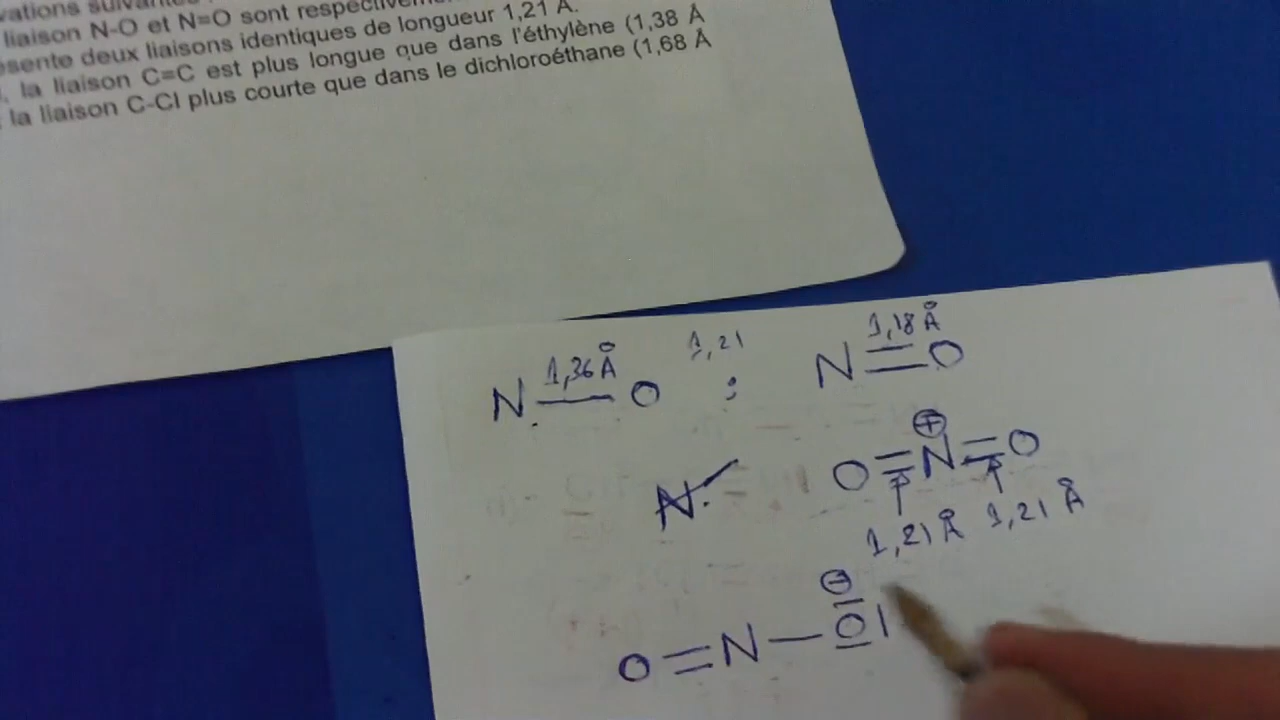 vations suivantes
liaison N-O et N=O sont respectivem
ésente deux liaisons identiques de longueur 1,21 Å.
, la liaison C=C est plus longue que dans l'éthylène (1,38 Å
la liaison C-Cl plus courte que dans le dichloroéthane (1,68 Å
1,36 Å 1,21 1,18 Å
N — O : N = O
⊕
N O = N = O
1,21 Å 1,21 Å
⊖
O = N — O